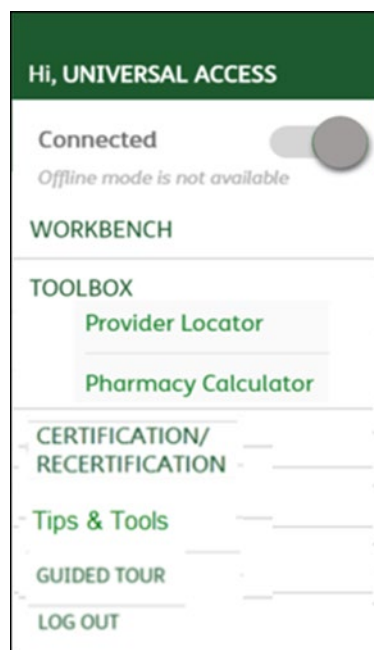 Hi, UNIVERSAL ACCESS
Connected
Offline mode is not available
WORKBENCH
TOOLBOX
Provider Locator
Pharmacy Calculator
CERTIFICATION/
RECERTIFICATION
Tips & Tools
GUIDED TOUR
LOG OUT